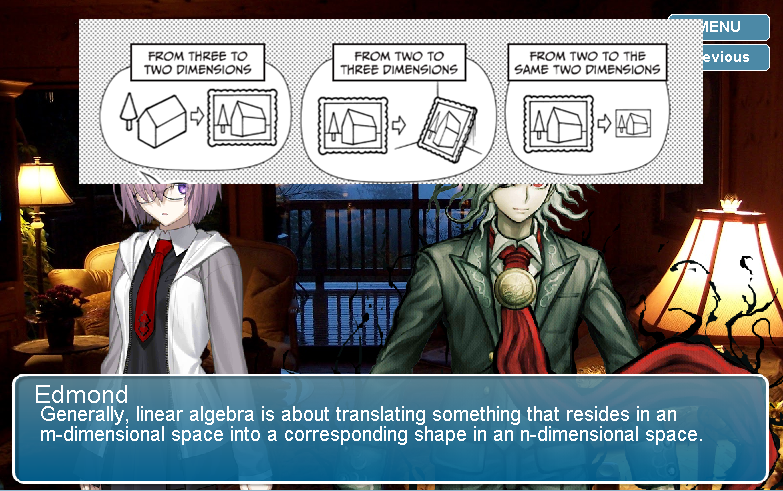 MENU
FROM THREE TO
TWO DIMENSIONS
FROM TWO TO
THREE DIMENSIONS
FROM TWO TO THE
SAME TWO DIMENSIONS
evious
Edmond
Generally, linear algebra is about translating something that resides in an
m-dimensional space into a corresponding shape in an n-dimensional space.